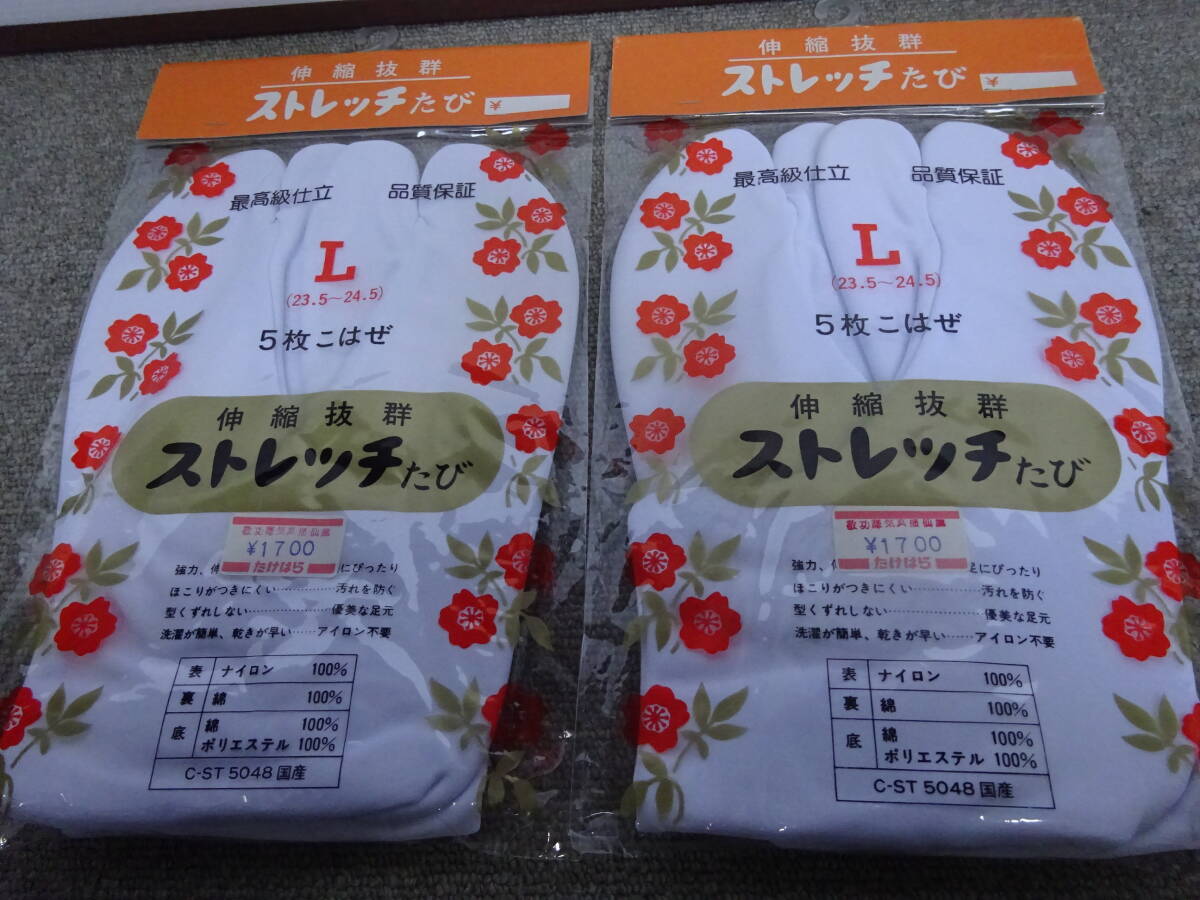 伸縮抜群
ストレッチたび
¥
最高級仕立 品質保証
L
(23.5〜24.5)
5枚こはぜ
伸縮抜群
ストレッチたび
¥1700
たけはら
強力、伸 にぴったり
ほこりがつきにくい……………汚れを防ぐ
型くずれしない……………優美な足元
洗濯が簡単、乾きが早い……アイロン不要
表 ナイロン 100%
裏 綿 100%
底 綿 100%
ポリエステル 100%
C-ST 5048 国産
伸縮抜群
ストレッチたび
¥
最高級仕立 品質保証
L
(23.5〜24.5)
5枚こはぜ
伸縮抜群
ストレッチたび
¥1700
たけはら
強力、 足にぴったり
ほこりがつきにくい……………汚れを防ぐ
型くずれしない……………優美な足元
洗濯が簡単、乾きが早い……アイロン不要
表 ナイロン 100%
裏 綿 100%
底 綿 100%
ポリエステル 100%
C-ST 5048 国産